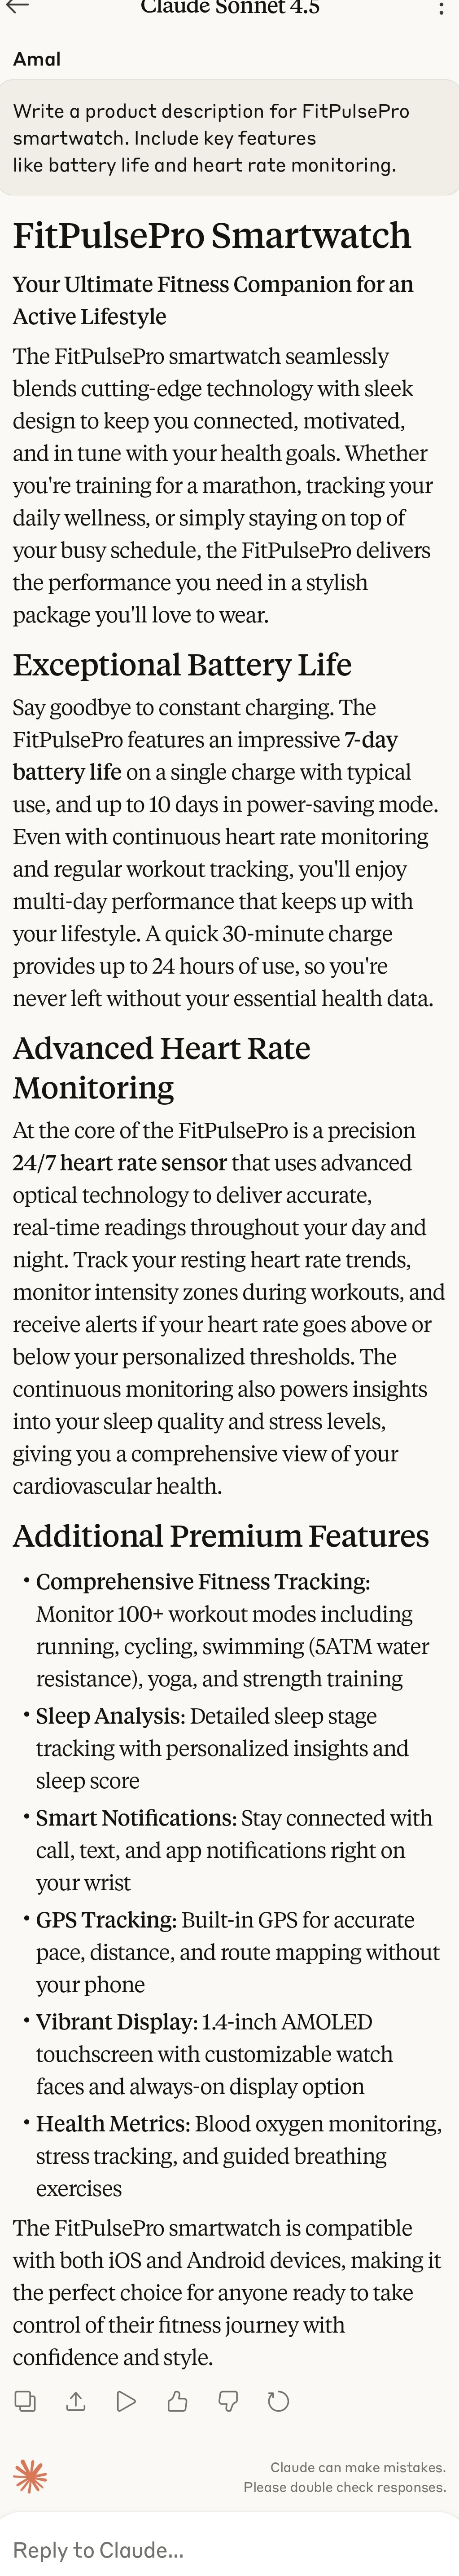 Claude Sonnet 4.5
Amal
Write a product description for FitPulsePro
smartwatch. Include key features
like battery life and heart rate monitoring.
FitPulsePro Smartwatch
Your Ultimate Fitness Companion for an
Active Lifestyle
The FitPulsePro smartwatch seamlessly
blends cutting-edge technology with sleek
design to keep you connected, motivated,
and in tune with your health goals. Whether
you're training for a marathon, tracking your
daily wellness, or simply staying on top of
your busy schedule, the FitPulsePro delivers
the performance you need in a stylish
package you'll love to wear.
Exceptional Battery Life
Say goodbye to constant charging. The
FitPulsePro features an impressive 7-day
battery life on a single charge with typical
use, and up to 10 days in power-saving mode.
Even with continuous heart rate monitoring
and regular workout tracking, you'll enjoy
multi-day performance that keeps up with
your lifestyle. A quick 30-minute charge
provides up to 24 hours of use, so you're
never left without your essential health data.
Advanced Heart Rate
Monitoring
At the core of the FitPulsePro is a precision
24/7 heart rate sensor that uses advanced
optical technology to deliver accurate,
real-time readings throughout your day and
night. Track your resting heart rate trends,
monitor intensity zones during workouts, and
receive alerts if your heart rate goes above or
below your personalized thresholds. The
continuous monitoring also powers insights
into your sleep quality and stress levels,
giving you a comprehensive view of your
cardiovascular health.
Additional Premium Features
• Comprehensive Fitness Tracking:
Monitor 100+ workout modes including
running, cycling, swimming (5ATM water
resistance), yoga, and strength training
• Sleep Analysis: Detailed sleep stage
tracking with personalized insights and
sleep score
• Smart Notifications: Stay connected with
call, text, and app notifications right on
your wrist
• GPS Tracking: Built-in GPS for accurate
pace, distance, and route mapping without
your phone
• Vibrant Display: 1.4-inch AMOLED
touchscreen with customizable watch
faces and always-on display option
• Health Metrics: Blood oxygen monitoring,
stress tracking, and guided breathing
exercises
The FitPulsePro smartwatch is compatible
with both iOS and Android devices, making it
the perfect choice for anyone ready to take
control of their fitness journey with
confidence and style.
Claude can make mistakes.
Please double check responses.
Reply to Claude...